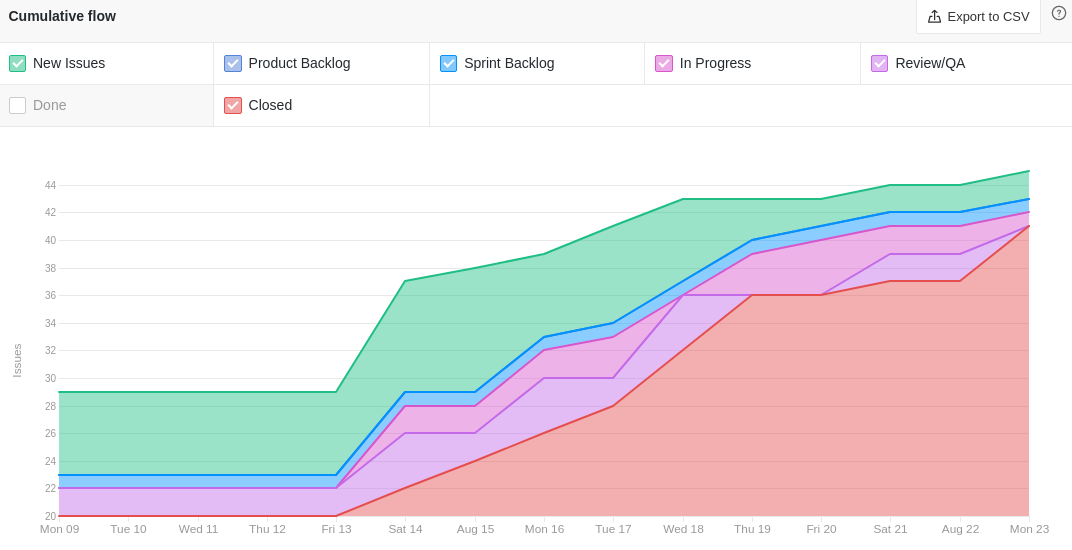 Cumulative flow
Export to CSV
?
New Issues
Product Backlog
Sprint Backlog
In Progress
Review/QA
Done
Closed
Issues
44
42
40
38
36
34
32
30
28
26
24
22
20
Mon 09 Tue 10 Wed 11 Thu 12 Fri 13 Sat 14 Aug 15 Mon 16 Tue 17 Wed 18 Thu 19 Fri 20 Sat 21 Aug 22 Mon 23